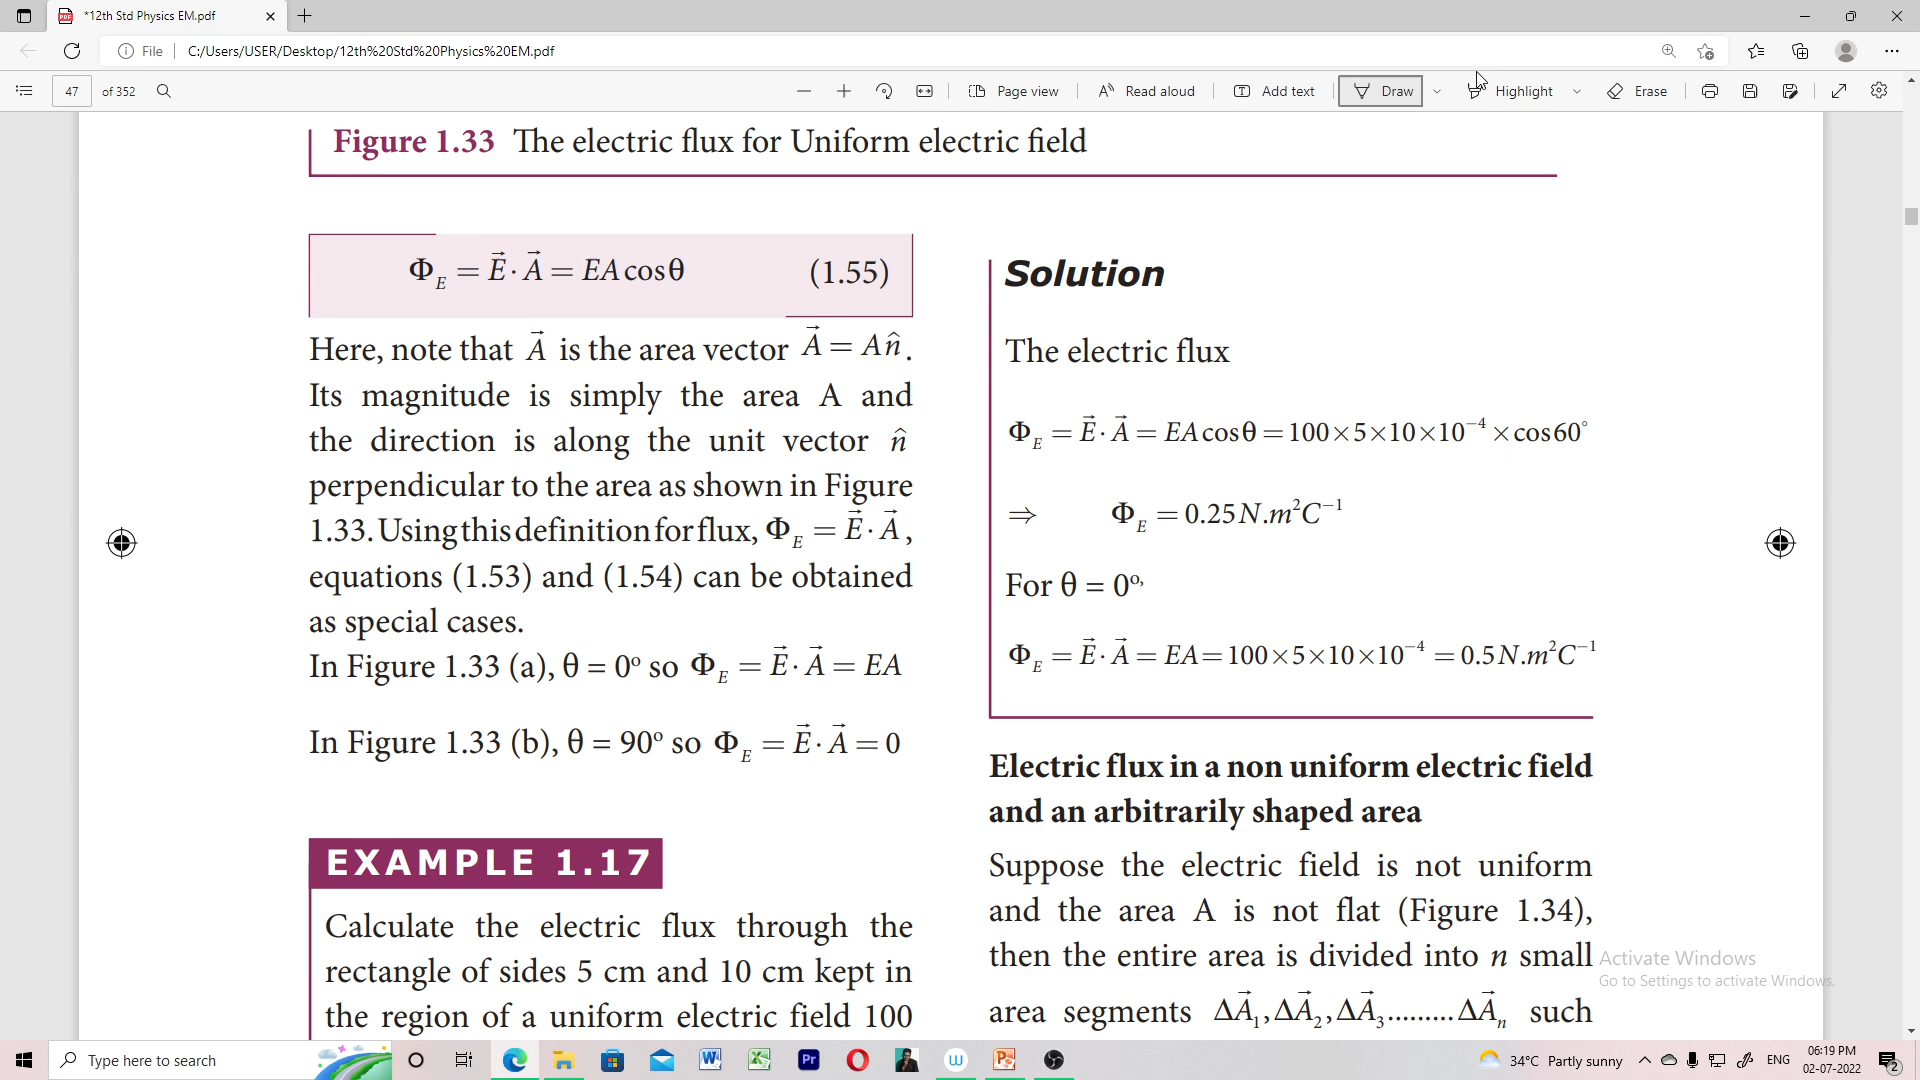 *12th Std Physics EM.pdf
File
C:/Users/USER/Desktop/12th%20Std%20Physics%20EM.pdf
47 of 352
Page view
Read aloud
Add text
Draw
Highlight
Erase
Figure 1.33 The electric flux for Uniform electric field
Φ_E = E⃗ · A⃗ = EA cosθ (1.55)
Here, note that A⃗ is the area vector A⃗ = An̂.
Its magnitude is simply the area A and
the direction is along the unit vector n̂
perpendicular to the area as shown in Figure
1.33. Using this definition for flux, Φ_E = E⃗ · A⃗,
equations (1.53) and (1.54) can be obtained
as special cases.
In Figure 1.33 (a), θ = 0º so Φ_E = E⃗ · A⃗ = EA
In Figure 1.33 (b), θ = 90º so Φ_E = E⃗ · A⃗ = 0
EXAMPLE 1.17
Calculate the electric flux through the
rectangle of sides 5 cm and 10 cm kept in
the region of a uniform electric field 100
Solution
The electric flux
Φ_E = E⃗ · A⃗ = EA cosθ = 100×5×10×10⁻⁴ × cos60°
⇒ Φ_E = 0.25 N.m²C⁻¹
For θ = 0º,
Φ_E = E⃗ · A⃗ = EA = 100×5×10×10⁻⁴ = 0.5 N.m²C⁻¹
Electric flux in a non uniform electric field
and an arbitrarily shaped area
Suppose the electric field is not uniform
and the area A is not flat (Figure 1.34),
then the entire area is divided into n small
area segments ΔA⃗₁, ΔA⃗₂, ΔA⃗₃.........ΔA⃗ₙ such
Activate Windows
Go to Settings to activate Windows.
Type here to search
34°C Partly sunny
ENG
06:19 PM
02-07-2022
2